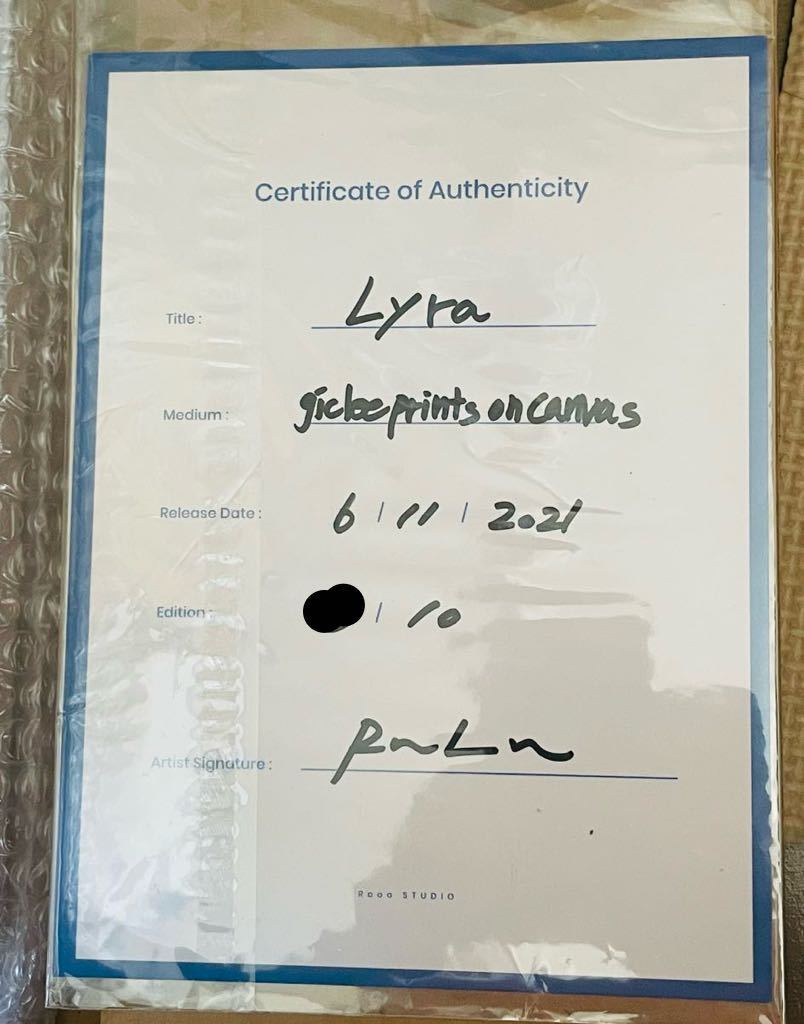 Certificate of Authenticity
Title : Lyra
Medium : giclee prints on canvas
Release Date : 6 / 11 / 2021
Edition : / 10
Artist Signature :
Rooo STUDIO